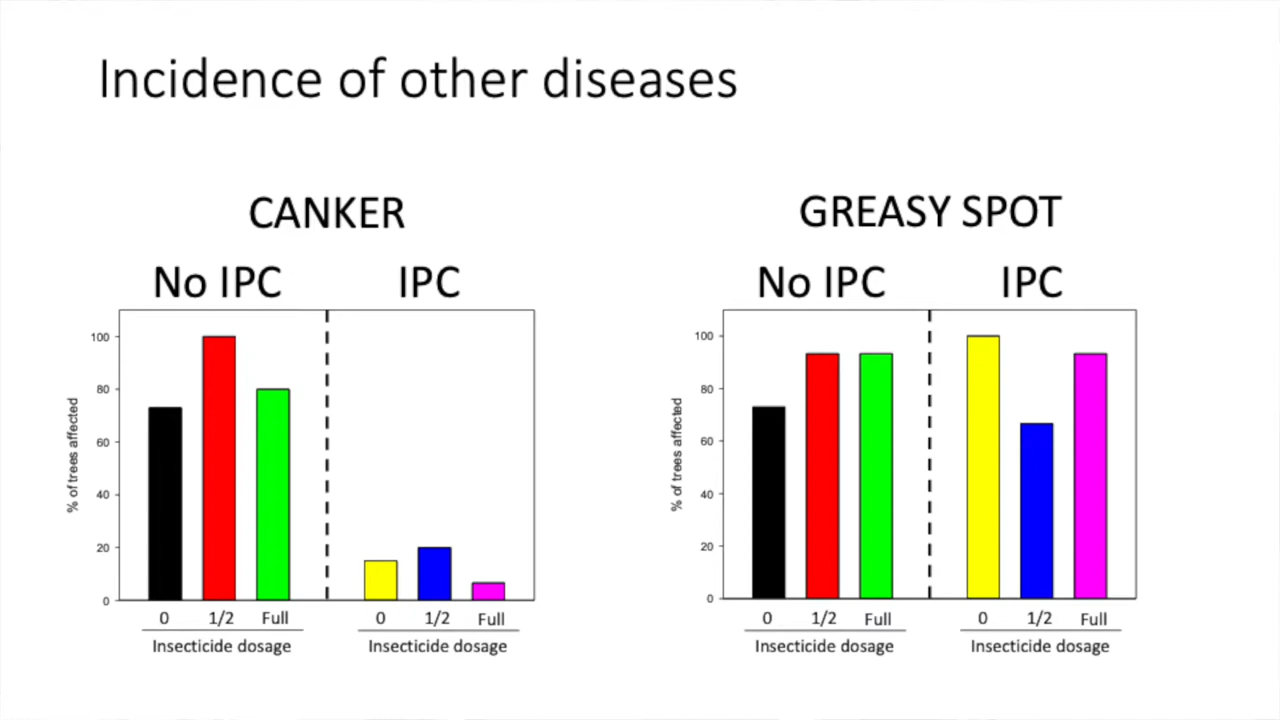 Incidence of other diseases
CANKER
No IPC IPC
100
80
60
40
20
0
% of trees affected
0 1/2 Full 0 1/2 Full
Insecticide dosage Insecticide dosage
GREASY SPOT
No IPC IPC
100
80
60
40
20
0
% of trees affected
0 1/2 Full 0 1/2 Full
Insecticide dosage Insecticide dosage